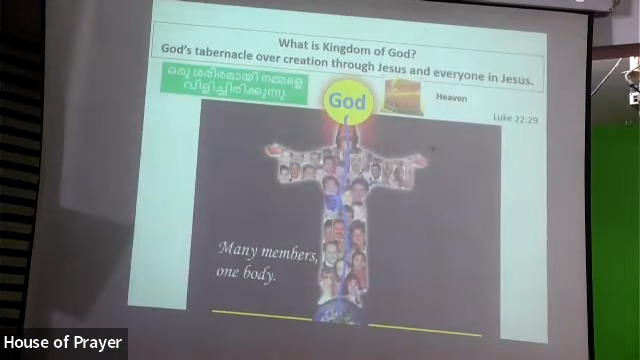 What is Kingdom of God?
God's tabernacle over creation through Jesus and everyone in Jesus.
ഒരു ശരീരമായി നമ്മളെ
വിളിച്ചിരിക്കുന്നു
God
Heaven
Luke 22:29
Many members,
one body.
House of Prayer